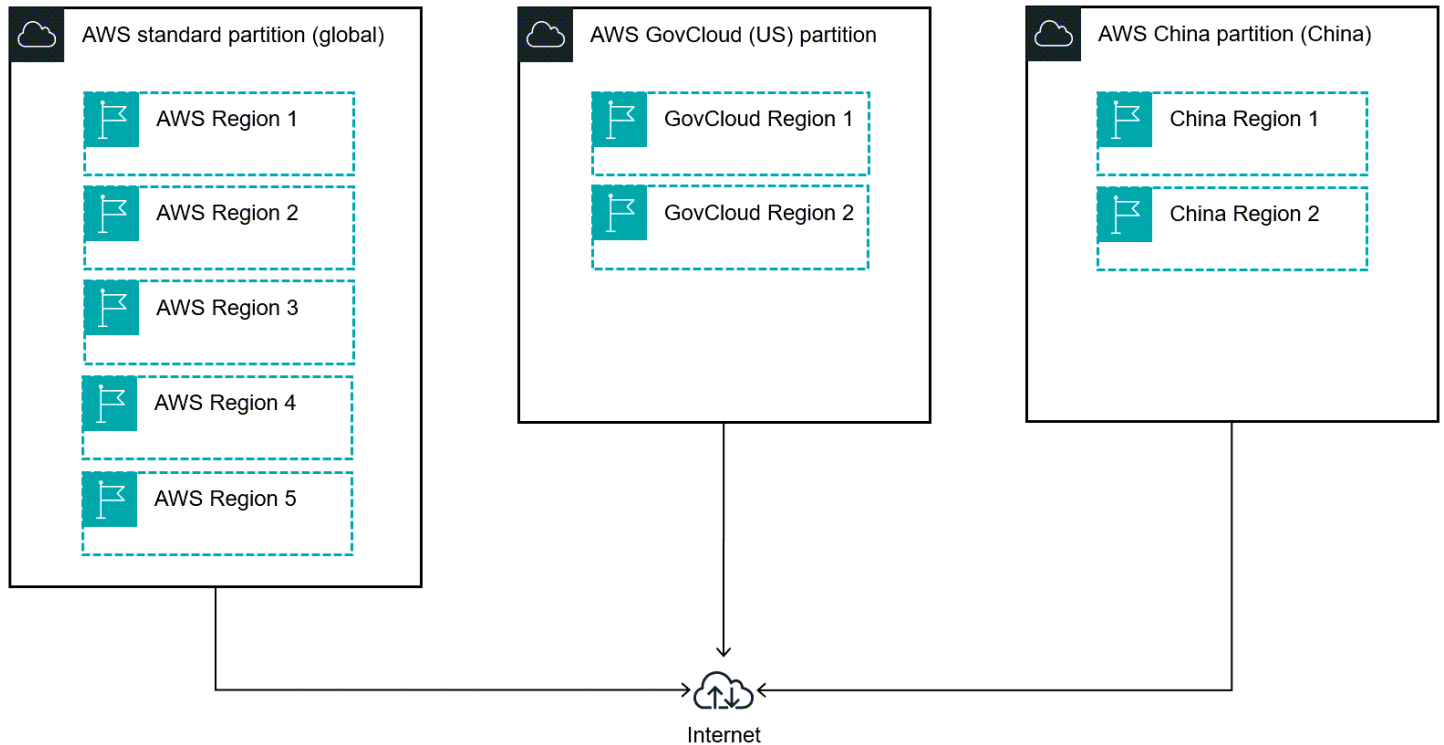 AWS standard partition (global)
AWS Region 1
AWS Region 2
AWS Region 3
AWS Region 4
AWS Region 5
AWS GovCloud (US) partition
GovCloud Region 1
GovCloud Region 2
AWS China partition (China)
China Region 1
China Region 2
Internet